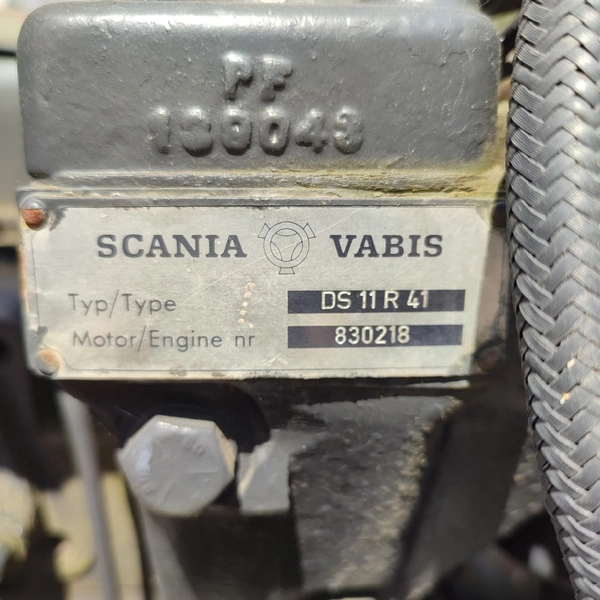 PF
130043
SCANIA VABIS
Typ/Type DS 11 R 41
Motor/Engine nr 830218